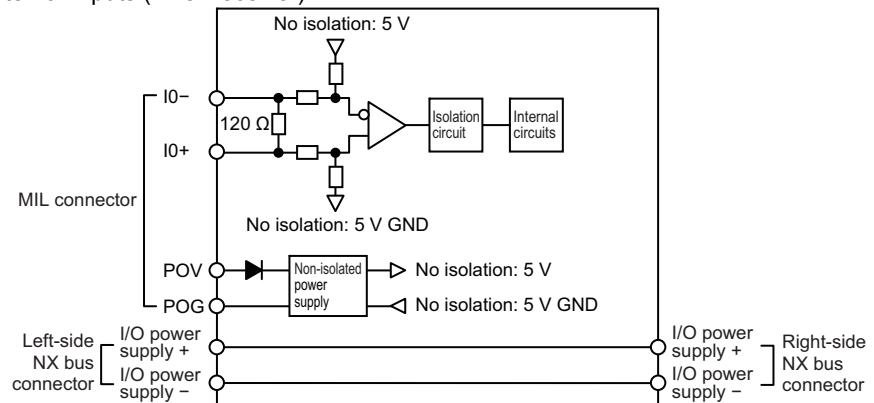 No isolation: 5 V
I0−
120 Ω
Isolation circuit
Internal circuits
I0+
MIL connector
No isolation: 5 V GND
POV
Non-isolated power supply
No isolation: 5 V
POG
No isolation: 5 V GND
Left-side NX bus connector
I/O power supply +
I/O power supply −
I/O power supply +
I/O power supply −
Right-side NX bus connector